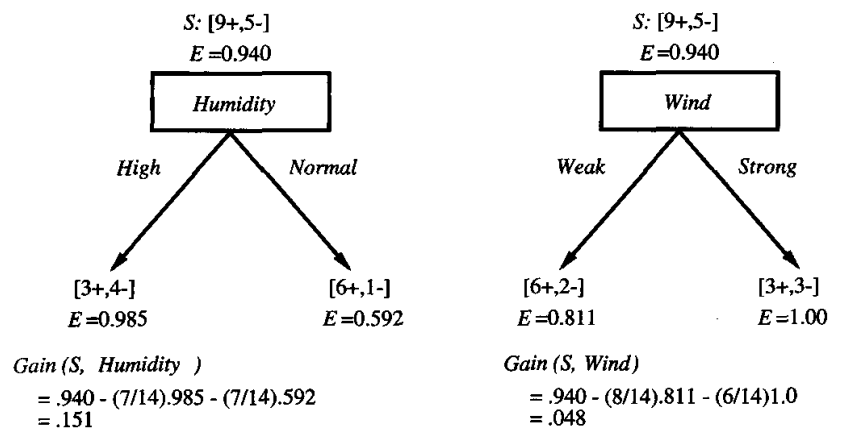 S: [9+,5-]
E =0.940
Humidity
High
Normal
[3+,4-]
E =0.985
[6+,1-]
E =0.592
Gain (S, Humidity )
= .940 - (7/14).985 - (7/14).592
= .151
S: [9+,5-]
E =0.940
Wind
Weak
Strong
[6+,2-]
E =0.811
[3+,3-]
E =1.00
Gain (S, Wind)
= .940 - (8/14).811 - (6/14)1.0
= .048